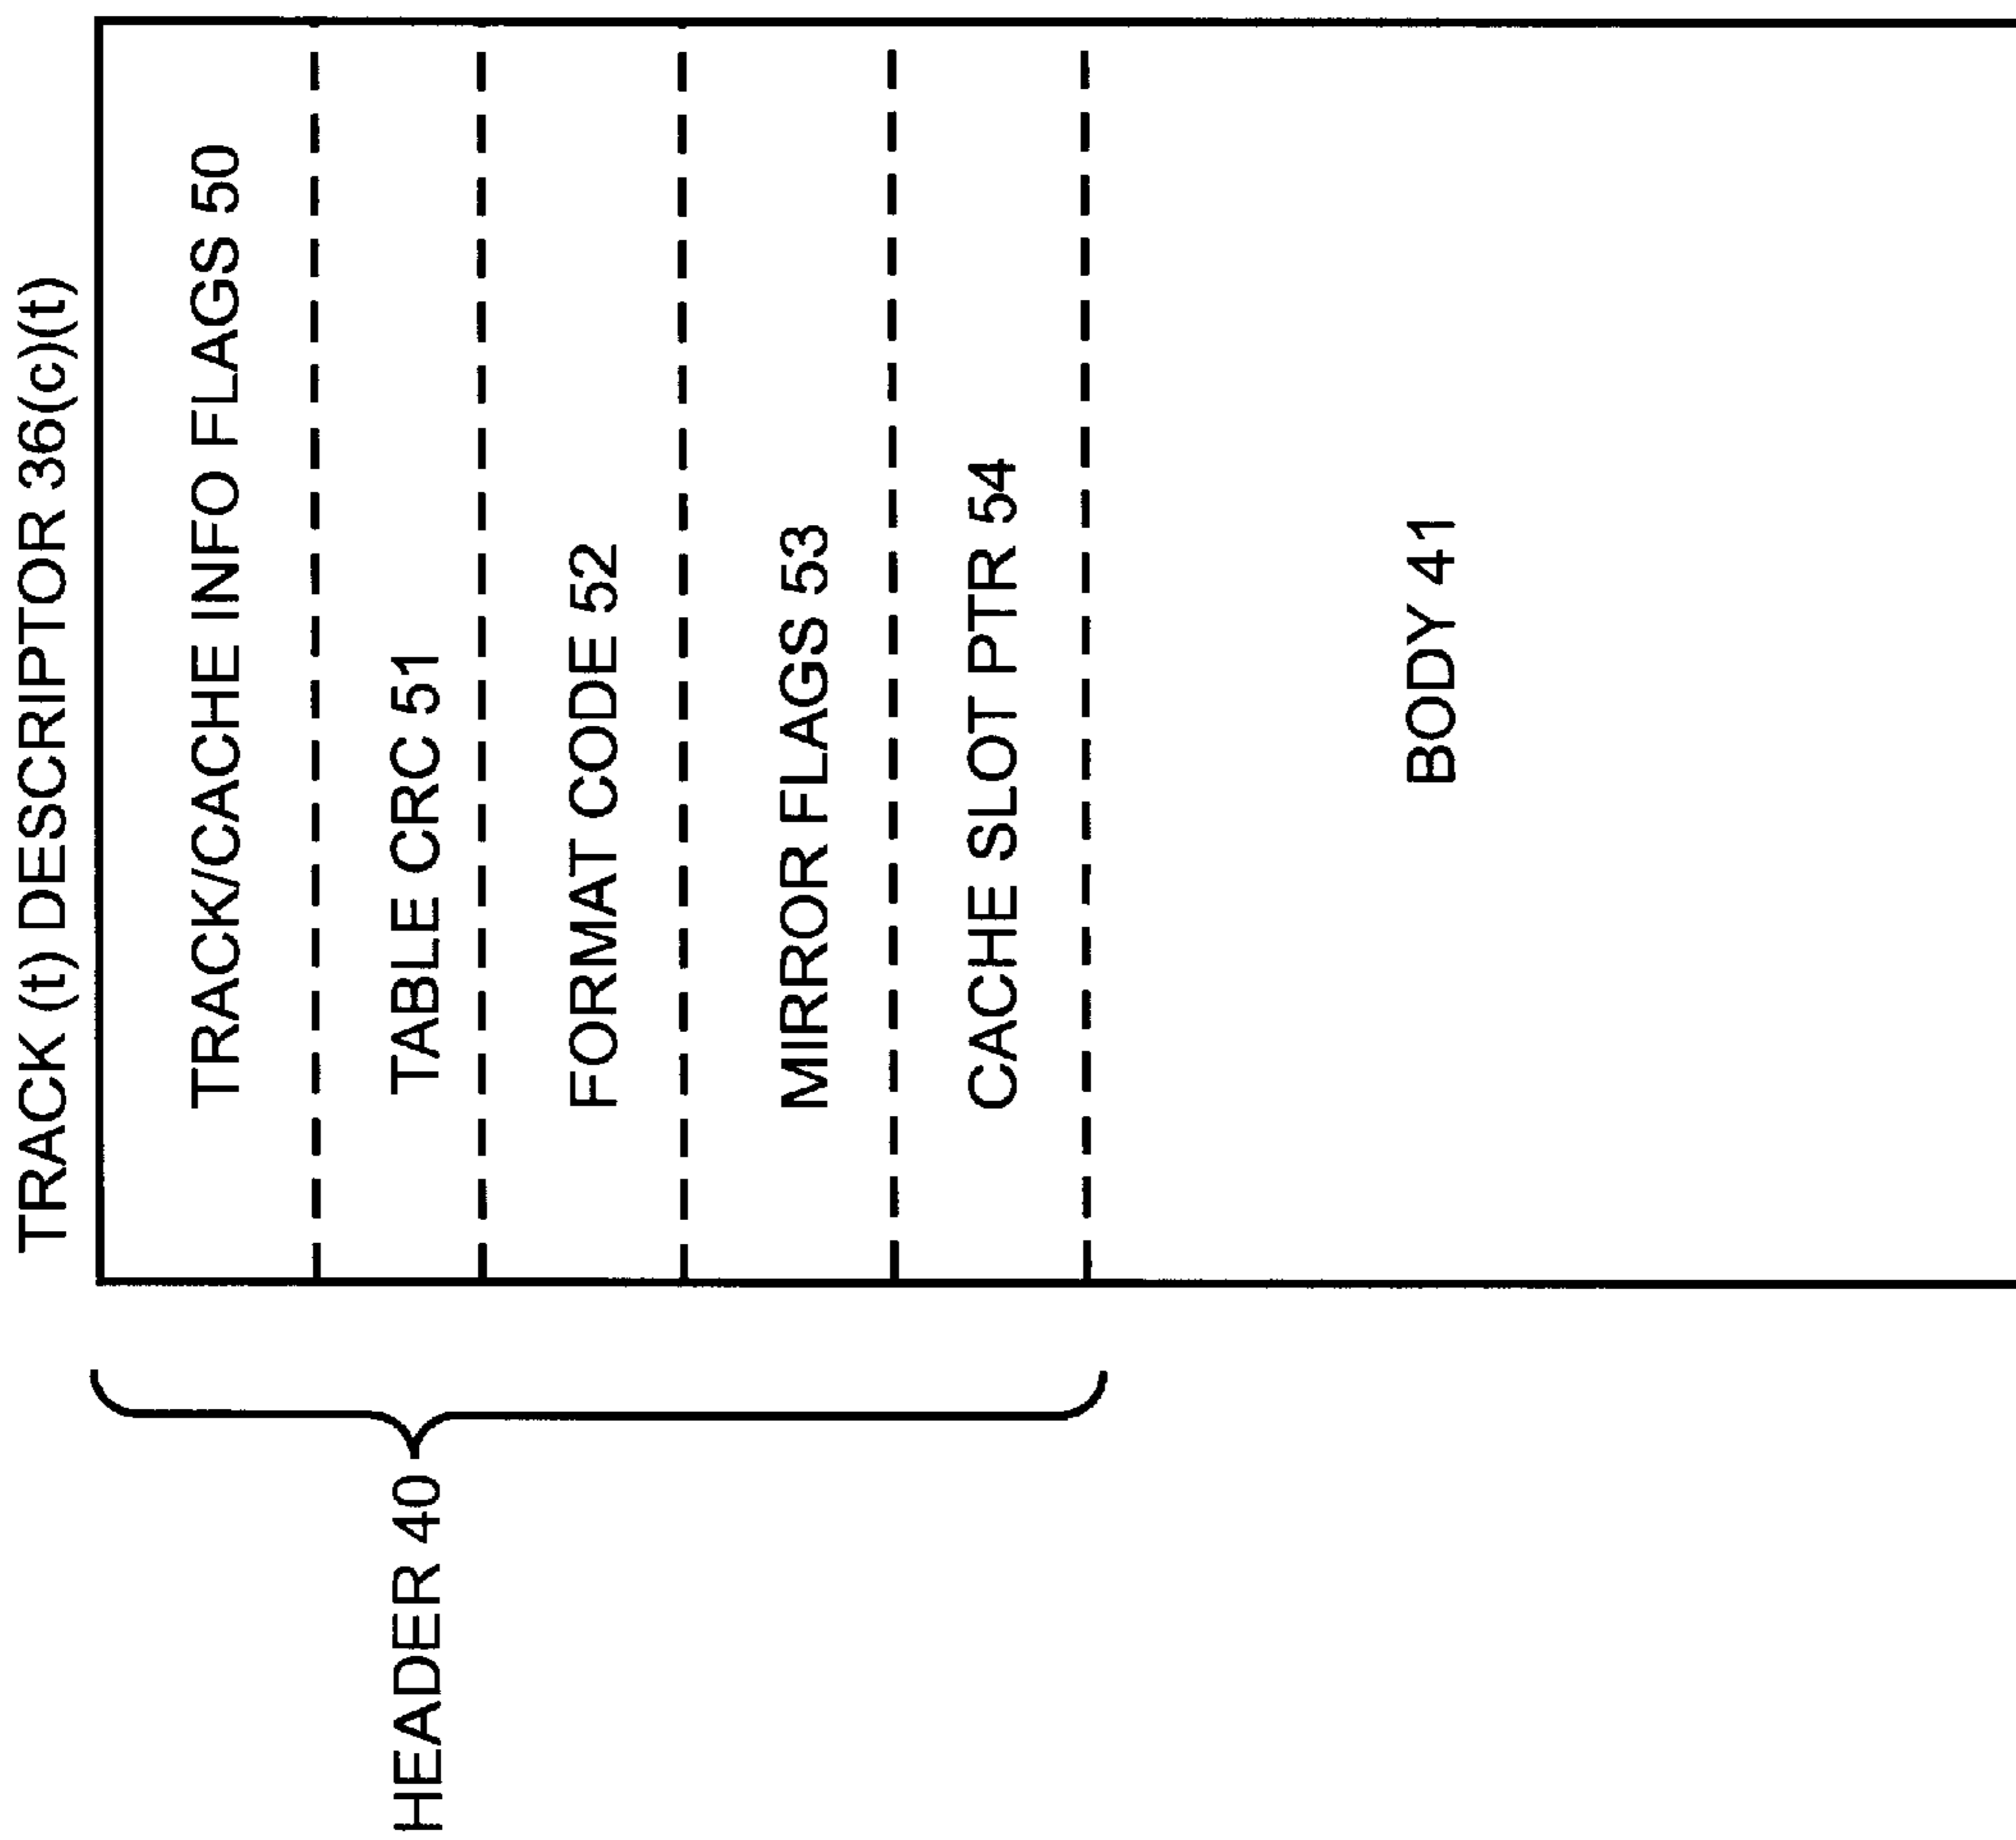 TRACK (t) DESCRIPTOR 36(c)(t)
TRACK/CACHE INFO FLAGS 50
TABLE CRC 51
FORMAT CODE 52
MIRROR FLAGS 53
CACHE SLOT PTR 54
HEADER 40
BODY 41